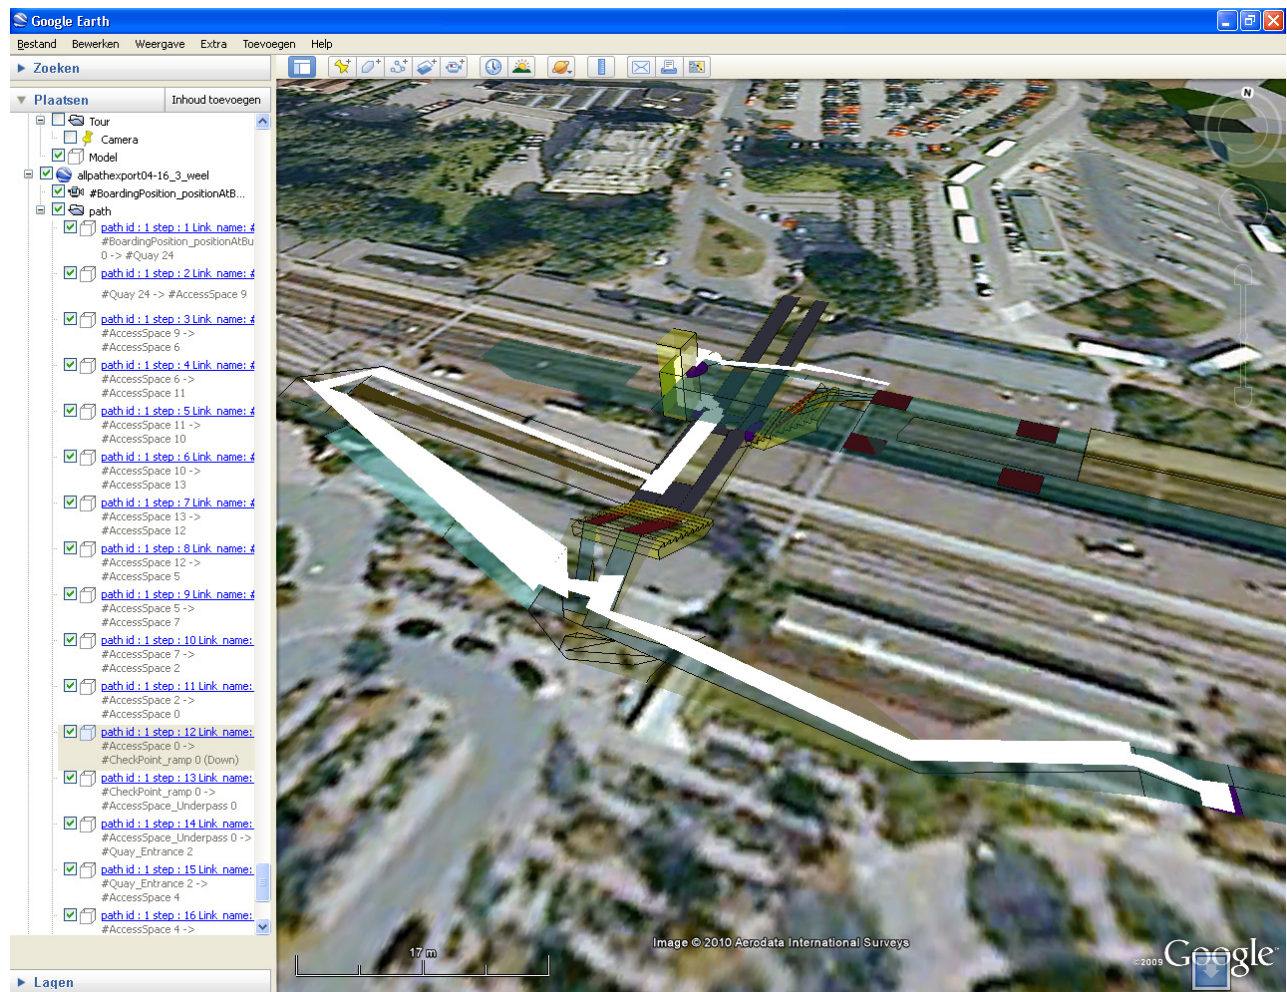 Google Earth
Bestand Bewerken Weergave Extra Toevoegen Help
Zoeken
Plaatsen Inhoud toevoegen
Tour
Camera
Model
allpathexport04-16_3_weel
#BoardingPosition_positionAtB...
path
path id : 1 step : 1 Link name: #
#BoardingPosition_positionAtBu
0 -> #Quay 24
path id : 1 step : 2 Link name: #
#Quay 24 -> #AccessSpace 9
path id : 1 step : 3 Link name: #
#AccessSpace 9 ->
#AccessSpace 6
path id : 1 step : 4 Link name: #
#AccessSpace 6 ->
#AccessSpace 11
path id : 1 step : 5 Link name: #
#AccessSpace 11 ->
#AccessSpace 10
path id : 1 step : 6 Link name: #
#AccessSpace 10 ->
#AccessSpace 13
path id : 1 step : 7 Link name: #
#AccessSpace 13 ->
#AccessSpace 12
path id : 1 step : 8 Link name: #
#AccessSpace 12 ->
#AccessSpace 5
path id : 1 step : 9 Link name: #
#AccessSpace 5 ->
#AccessSpace 7
path id : 1 step : 10 Link name:
#AccessSpace 7 ->
#AccessSpace 2
path id : 1 step : 11 Link name:
#AccessSpace 2 ->
#AccessSpace 0
path id : 1 step : 12 Link name:
#AccessSpace 0 ->
#CheckPoint_ramp 0 (Down)
path id : 1 step : 13 Link name:
#CheckPoint_ramp 0 ->
#AccessSpace_Underpass 0
path id : 1 step : 14 Link name:
#AccessSpace_Underpass 0 ->
#Quay_Entrance 2
path id : 1 step : 15 Link name:
#Quay_Entrance 2 ->
#AccessSpace 4
path id : 1 step : 16 Link name:
#AccessSpace 4 ->
Lagen
N
17 m
Image © 2010 Aerodata International Surveys
©2009 Google™